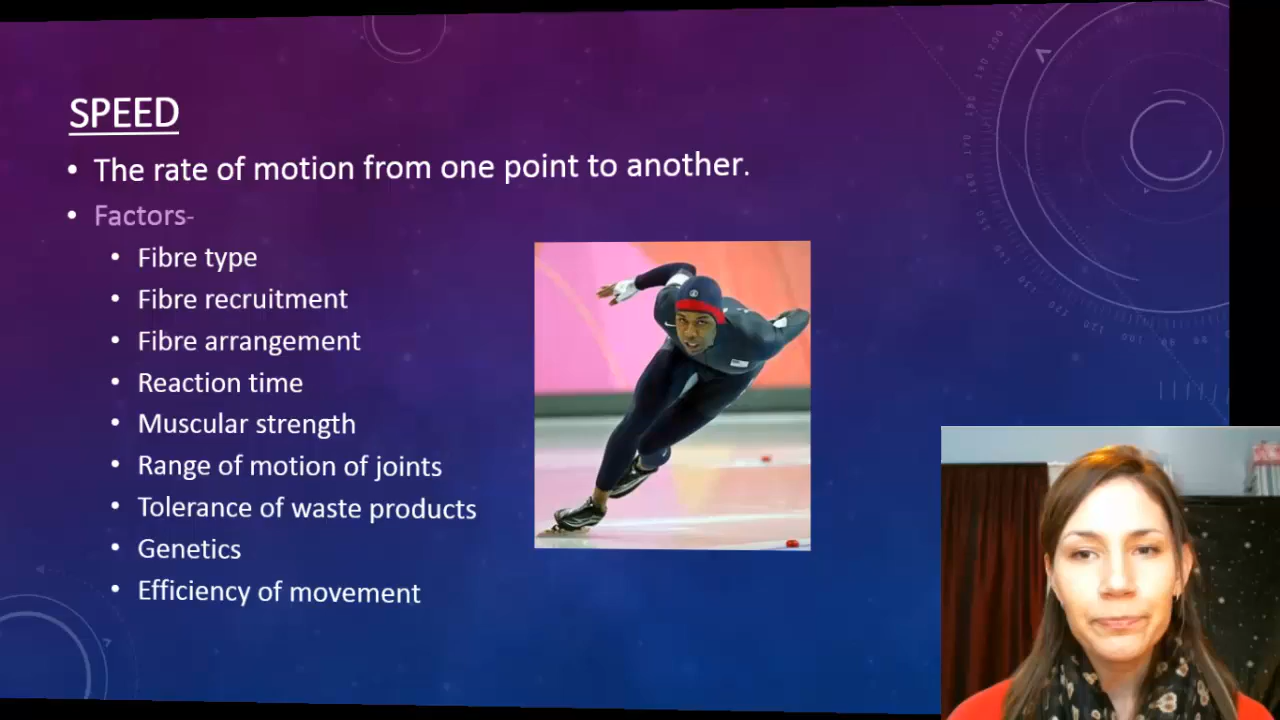 SPEED
• The rate of motion from one point to another.
• Factors-
• Fibre type
• Fibre recruitment
• Fibre arrangement
• Reaction time
• Muscular strength
• Range of motion of joints
• Tolerance of waste products
• Genetics
• Efficiency of movement